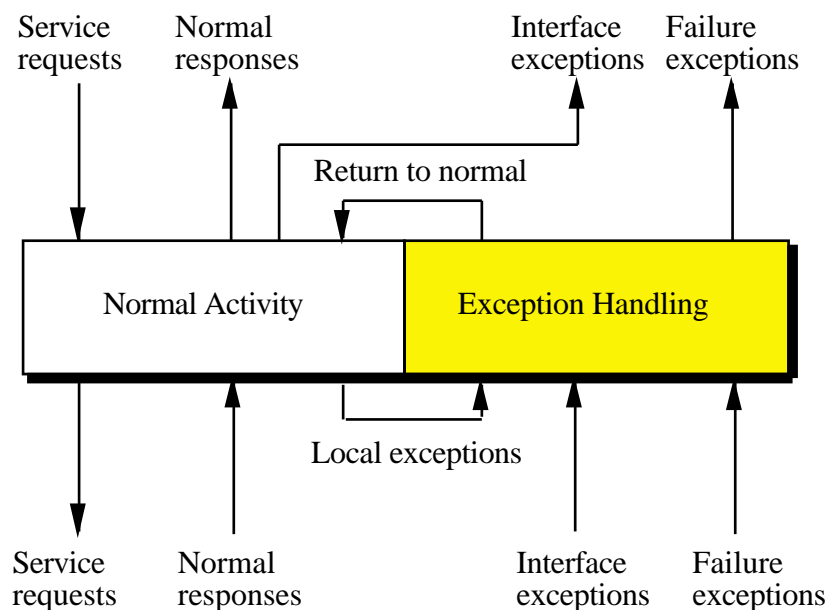 Service
requests
Normal
responses
Interface
exceptions
Failure
exceptions
Return to normal
Normal Activity
Exception Handling
Local exceptions
Service
requests
Normal
responses
Interface
exceptions
Failure
exceptions